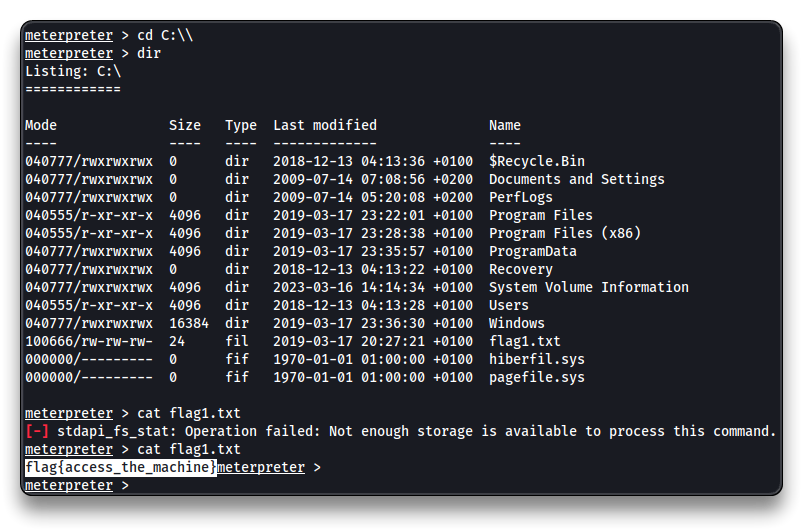 meterpreter > cd C:\\
meterpreter > dir
Listing: C:\
============
Mode              Size   Type  Last modified              Name
----              ----   ----  -------------              ----
040777/rwxrwxrwx  0      dir   2018-12-13 04:13:36 +0100  $Recycle.Bin
040777/rwxrwxrwx  0      dir   2009-07-14 07:08:56 +0200  Documents and Settings
040777/rwxrwxrwx  0      dir   2009-07-14 05:20:08 +0200  PerfLogs
040555/r-xr-xr-x  4096   dir   2019-03-17 23:22:01 +0100  Program Files
040555/r-xr-xr-x  4096   dir   2019-03-17 23:28:38 +0100  Program Files (x86)
040777/rwxrwxrwx  4096   dir   2019-03-17 23:35:57 +0100  ProgramData
040777/rwxrwxrwx  0      dir   2018-12-13 04:13:22 +0100  Recovery
040777/rwxrwxrwx  4096   dir   2023-03-16 14:14:34 +0100  System Volume Information
040555/r-xr-xr-x  4096   dir   2018-12-13 04:13:28 +0100  Users
040777/rwxrwxrwx  16384  dir   2019-03-17 23:36:30 +0100  Windows
100666/rw-rw-rw-  24     fil   2019-03-17 20:27:21 +0100  flag1.txt
000000/---------  0      fif   1970-01-01 01:00:00 +0100  hiberfil.sys
000000/---------  0      fif   1970-01-01 01:00:00 +0100  pagefile.sys
meterpreter > cat flag1.txt
[-] stdapi_fs_stat: Operation failed: Not enough storage is available to process this command.
meterpreter > cat flag1.txt
flag{access_the_machine}meterpreter >
meterpreter >